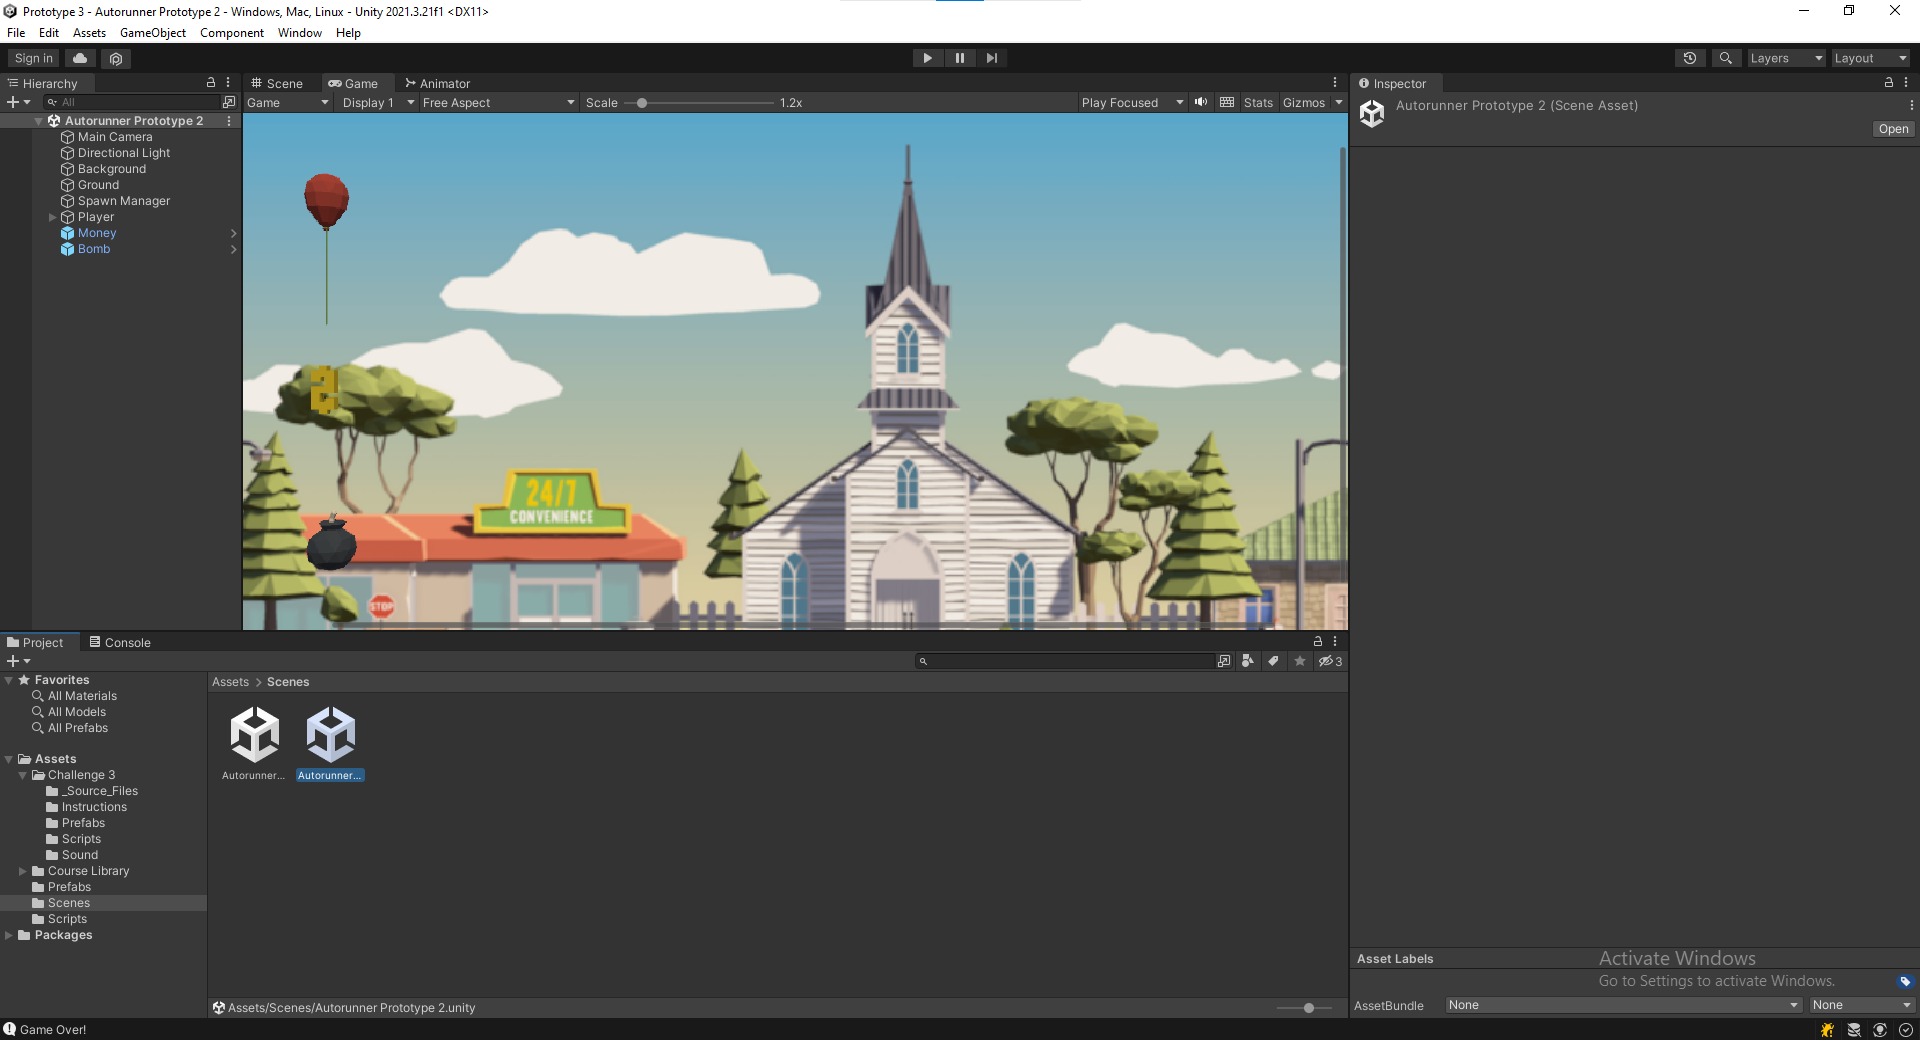 Prototype 3 - Autorunner Prototype 2 - Windows, Mac, Linux - Unity 2021.3.21f1 <DX11>
File Edit Assets GameObject Component Window Help
Sign in
Layers Layout
Hierarchy
All
Autorunner Prototype 2
Main Camera
Directional Light
Background
Ground
Spawn Manager
Player
Money
Bomb
Scene Game Animator
Game Display 1 Free Aspect Scale 1.2x Play Focused Stats Gizmos
24/7
CONVENIENCE
STOP
Inspector
Autorunner Prototype 2 (Scene Asset)
Open
Project Console
3
Favorites
All Materials
All Models
All Prefabs
Assets
Challenge 3
_Source_Files
Instructions
Prefabs
Scripts
Sound
Course Library
Prefabs
Scenes
Scripts
Packages
Assets > Scenes
Autorunner... Autorunner...
Assets/Scenes/Autorunner Prototype 2.unity
Asset Labels
Activate Windows
Go to Settings to activate Windows.
AssetBundle None None
Game Over!